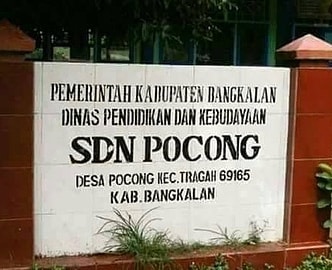 PEMERINTAH KABUPATEN BANGKALAN
DINAS PENDIDIKAN DAN KEBUDAYAAN
SDN POCONG
DESA POCONG KEC.TRAGAH 69165
KAB.BANGKALAN